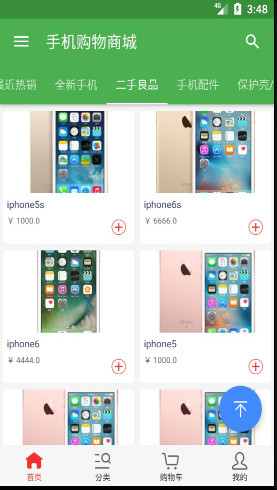 4G 3:48
手机购物商城
最近热销 全新手机 二手良品 手机配件 保护壳/
iphone5s
¥ 1000.0
iphone6s
¥ 6666.0
iphone6
¥ 4444.0
iphone5
¥ 1000.0
首页 分类 购物车 我的